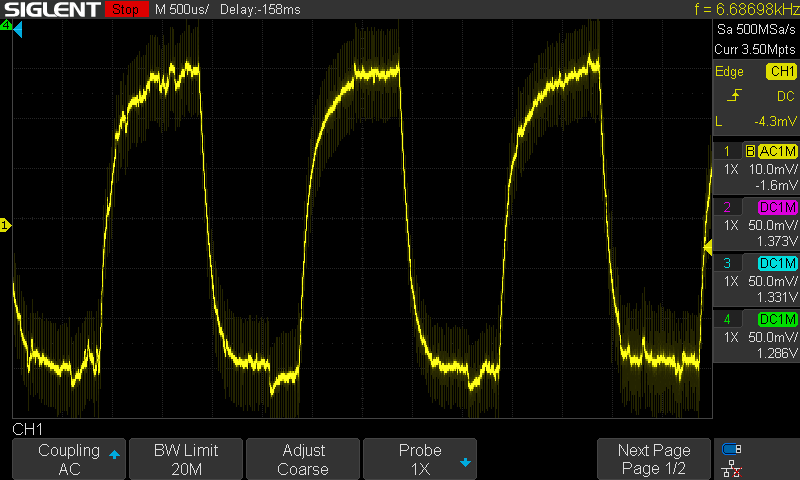 SIGLENT Stop M 500us/ Delay:-158ms f = 6.68698kHz
Sa 500MSa/s
Curr 3.50Mpts
Edge CH1
DC
L -4.3mV
1 B AC1M
1X 10.0mV/
-1.6mV
2 DC1M
1X 50.0mV/
1.373V
3 DC1M
1X 50.0mV/
1.331V
4 DC1M
1X 50.0mV/
1.286V
4
1
CH1
Coupling
AC
BW Limit
20M
Adjust
Coarse
Probe
1X
Next Page
Page 1/2